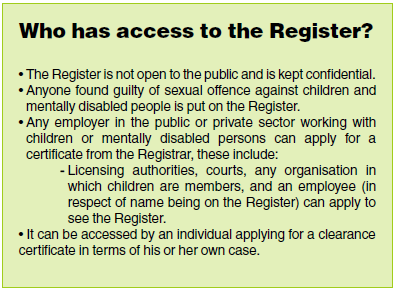 Who has access to the Register?
• The Register is not open to the public and is kept confidential.
• Anyone found guilty of sexual offence against children and
mentally disabled people is put on the Register.
• Any employer in the public or private sector working with
children or mentally disabled persons can apply for a
certificate from the Registrar, these include:
- Licensing authorities, courts, any organisation in
which children are members, and an employee (in
respect of name being on the Register) can apply to
see the Register.
• It can be accessed by an individual applying for a clearance
certificate in terms of his or her own case.